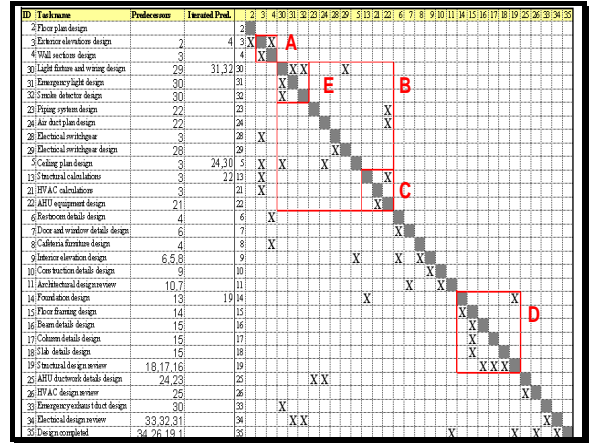 ID Task name Predecessors Iterated Pred. 2 3 4 30 31 32 23 24 28 29 5 13 21 22 6 7 8 9 10 11 14 15 16 17 18 19 25 26 33 34 35
2 Floor plan design 2
3 Exterior elevations design 2 4 3 X X A
4 Wall sections design 3 4 X
30 Light fixture and wiring design 29 31,32 30 X X X
31 Emergency light design 30 31 X E B
32 Smoke detector design 30 32 X
23 Piping system design 22 23 X
24 Air duct plan design 22 24 X
28 Electrical switchgear 3 28 X
29 Electrical switchgear design 28 29 X
5 Ceiling plan design 3 24,30 5 X X X
13 Structural calculations 3 22 13 X X
21 HVAC calculations 3 21 X C
22 AHU equipment design 21 22 X
6 Restroom details design 4 6 X
7 Door and window details design 6 7 X
8 Cafeteria furniture design 4 8 X
9 Interior elevation design 6,5,8 9 X X X
10 Construction details design 9 10 X
11 Architectural design review 10,7 11 X X
14 Foundation design 13 19 14 X X
15 Floor framing design 14 15 X D
16 Beam details design 15 16 X
17 Column details design 15 17 X
18 Slab details design 15 18 X
19 Structural design review 18,17,16 19 X X X
25 AHU ductwork details design 24,23 25 X X
26 HVAC design review 25 26 X
33 Emergency exhaust duct design 30 33 X
34 Electrical design review 33,32,31 34 X X X
35 Design completed 34,26,19,1 35 X X X X